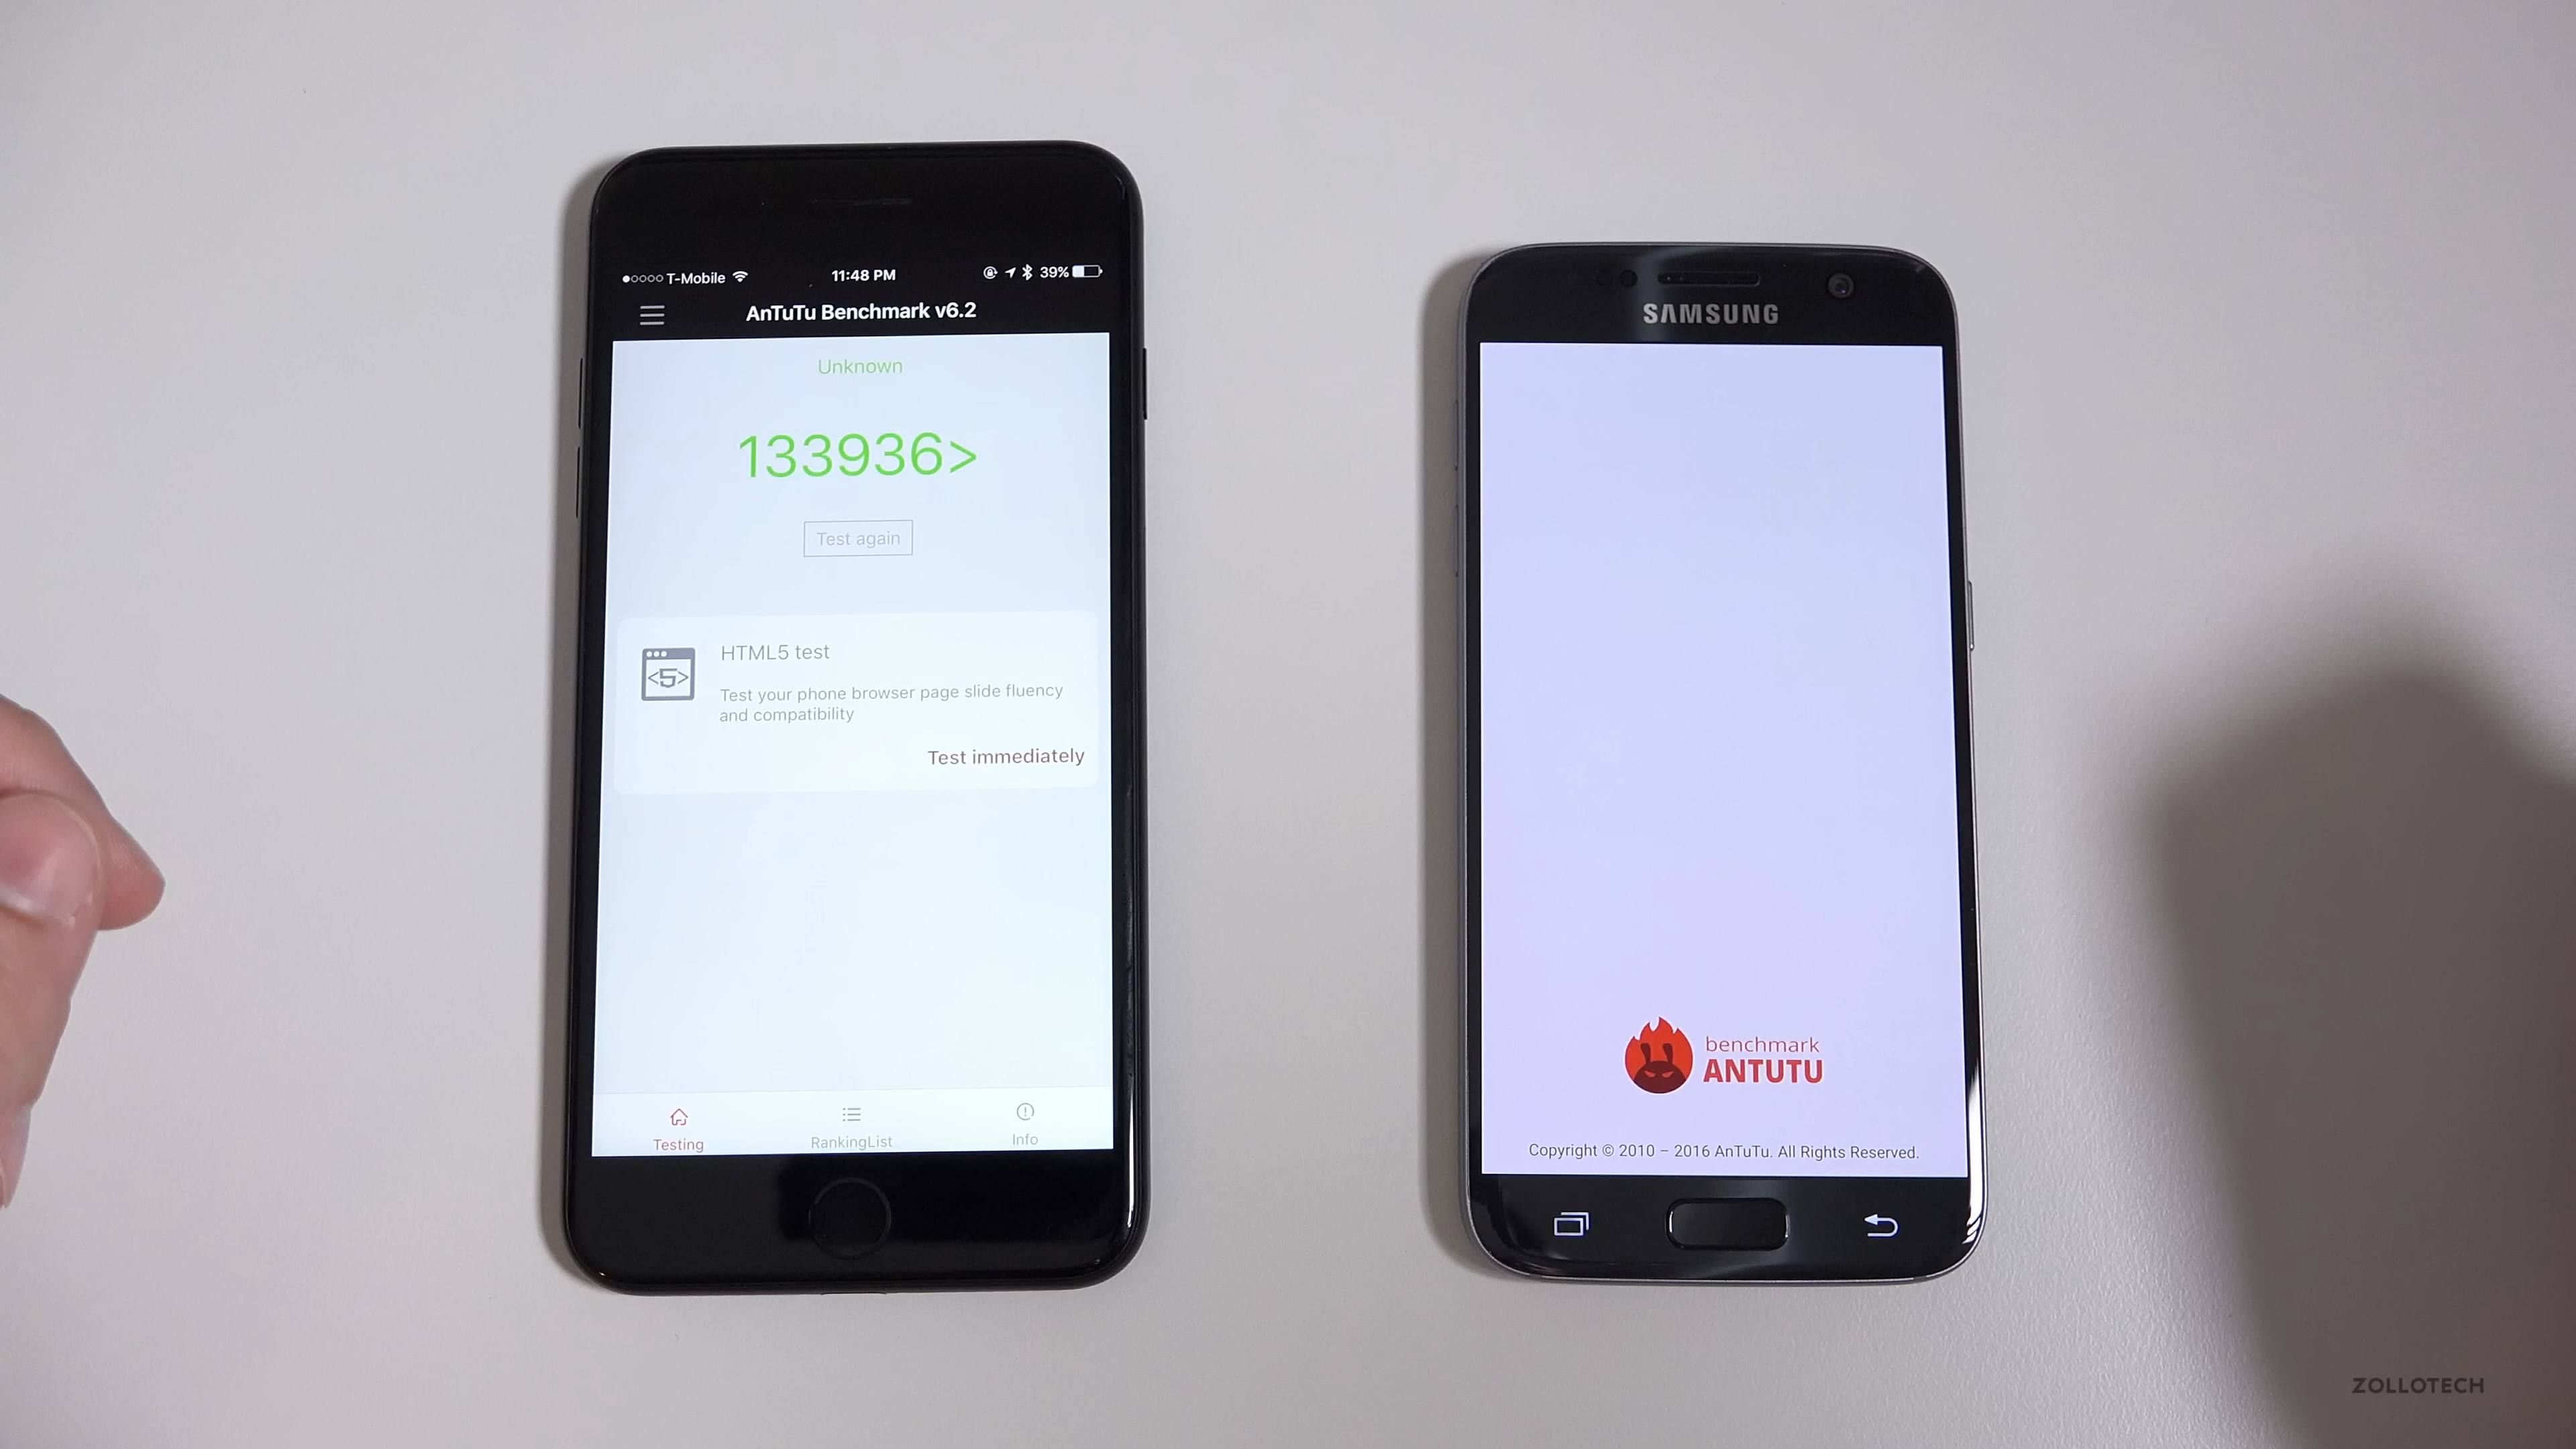 T-Mobile
11:48 PM
39%
AnTuTu Benchmark v6.2
Unknown
133936>
Test again
HTML5 test
<5>
Test your phone browser page slide fluency
and compatibility
Test immediately
Testing
RankingList
Info
SAMSUNG
benchmark
ANTUTU
Copyright © 2010 – 2016 AnTuTu. All Rights Reserved.
ZOLLOTECH